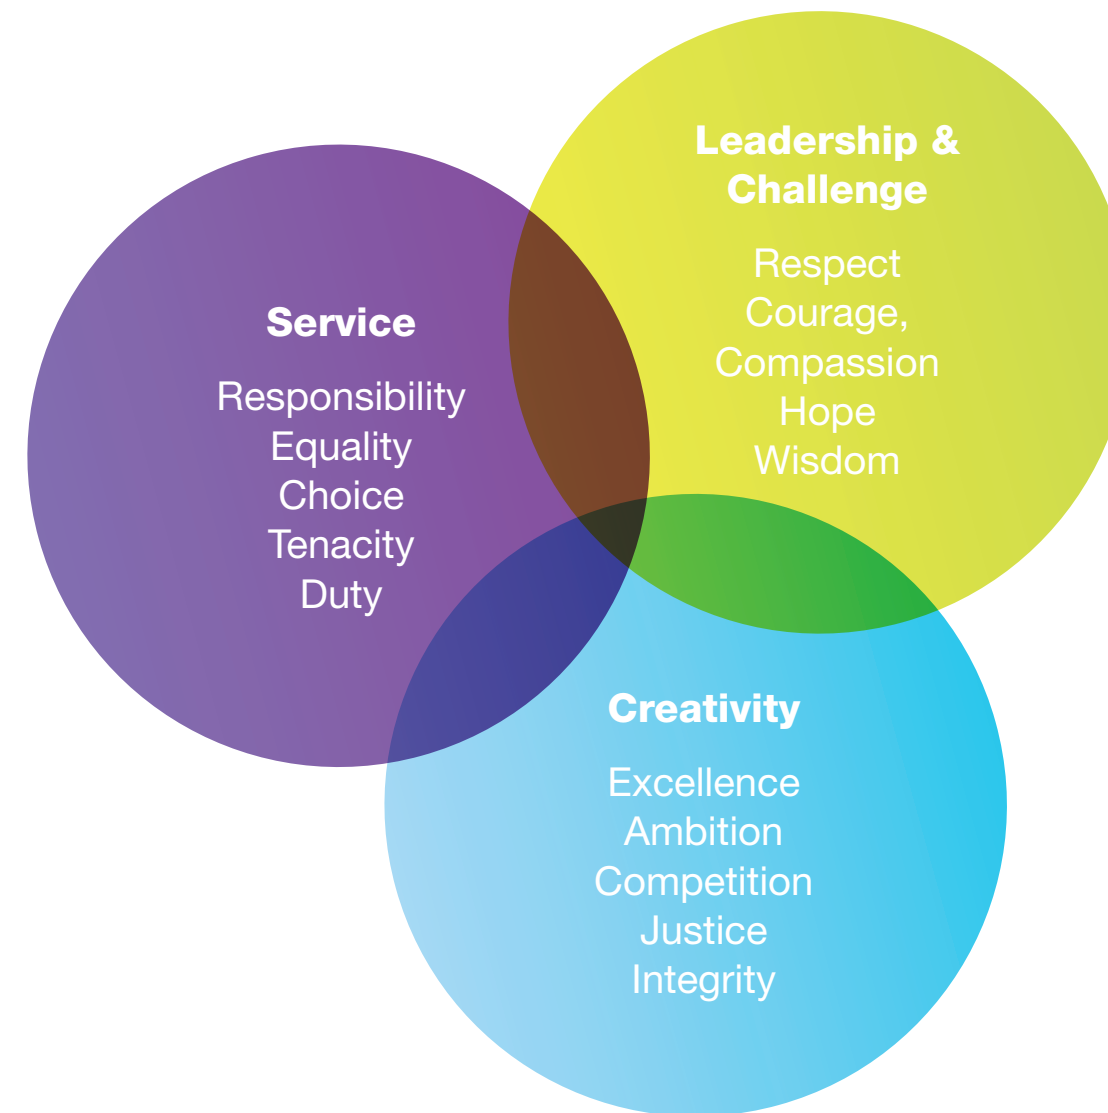 Leadership &
Challenge
Respect
Courage,
Compassion
Hope
Wisdom
Service
Responsibility
Equality
Choice
Tenacity
Duty
Creativity
Excellence
Ambition
Competition
Justice
Integrity